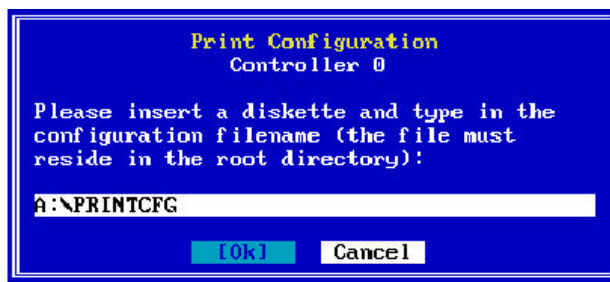 Print Configuration
Controller 0
Please insert a diskette and type in the
configuration filename (the file must
reside in the root directory):
A:\PRINTCFG
[Ok] Cancel